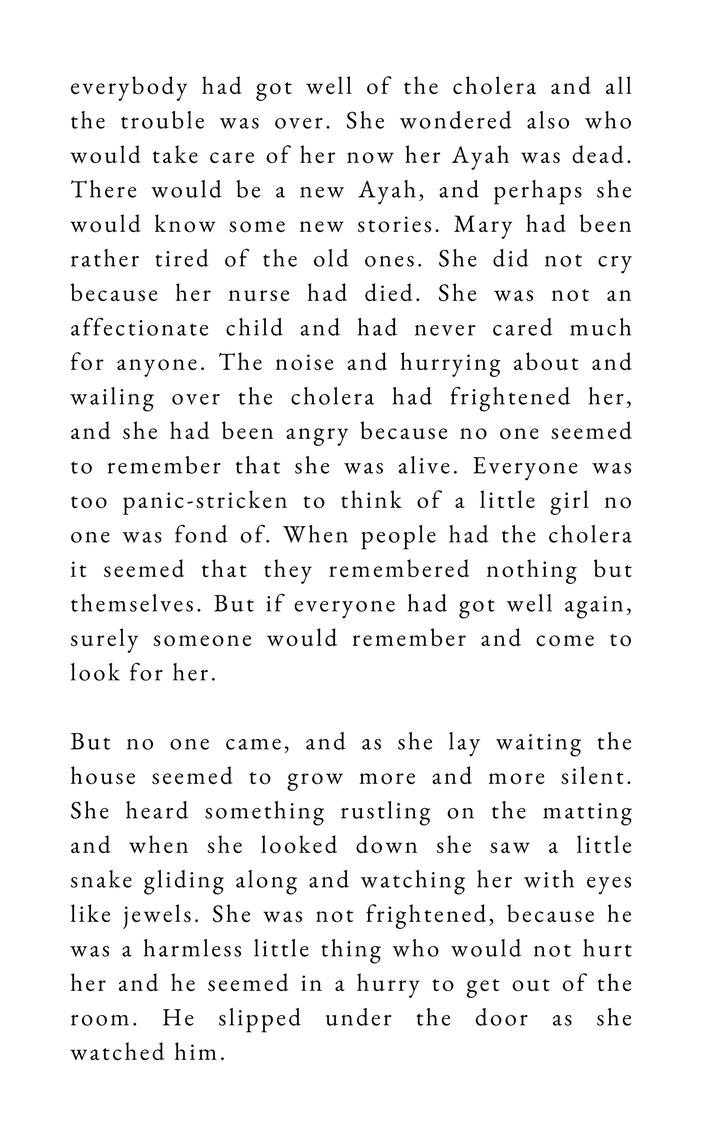 everybody had got well of the cholera and all
the trouble was over. She wondered also who
would take care of her now her Ayah was dead.
There would be a new Ayah, and perhaps she
would know some new stories. Mary had been
rather tired of the old ones. She did not cry
because her nurse had died. She was not an
affectionate child and had never cared much
for anyone. The noise and hurrying about and
wailing over the cholera had frightened her,
and she had been angry because no one seemed
to remember that she was alive. Everyone was
too panic-stricken to think of a little girl no
one was fond of. When people had the cholera
it seemed that they remembered nothing but
themselves. But if everyone had got well again,
surely someone would remember and come to
look for her.

But no one came, and as she lay waiting the
house seemed to grow more and more silent.
She heard something rustling on the matting
and when she looked down she saw a little
snake gliding along and watching her with eyes
like jewels. She was not frightened, because he
was a harmless little thing who would not hurt
her and he seemed in a hurry to get out of the
room. He slipped under the door as she
watched him.